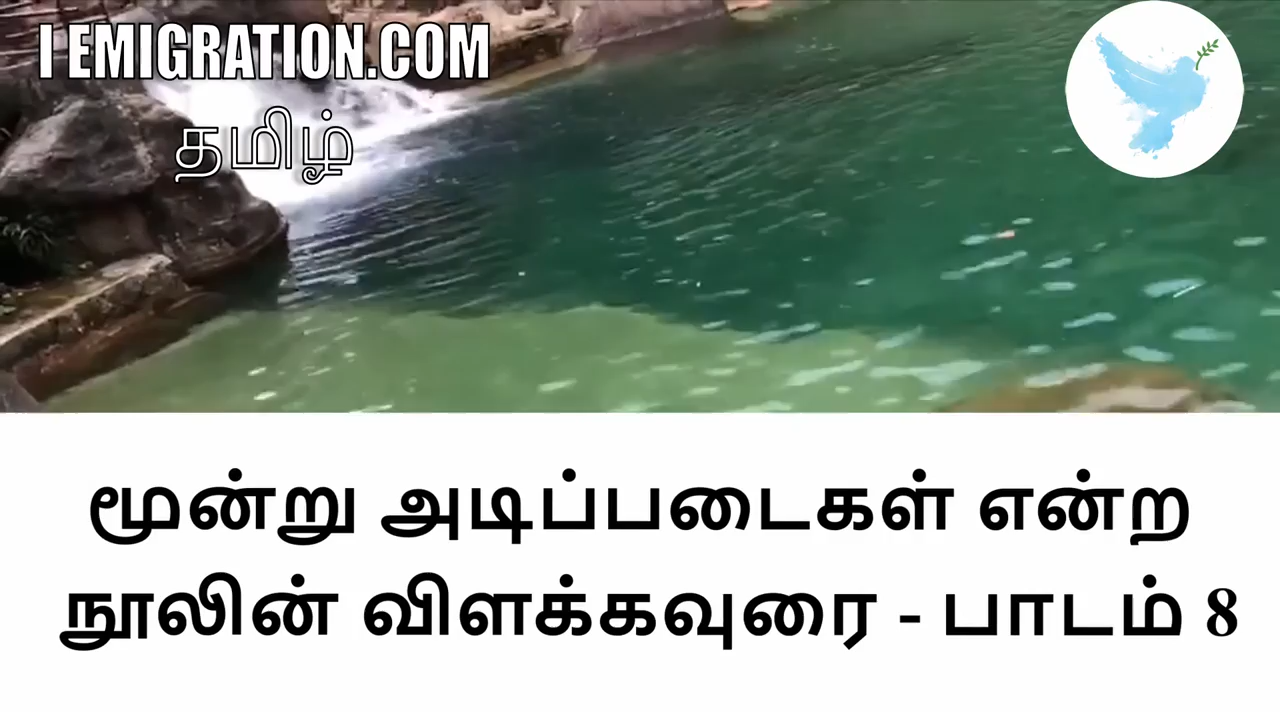 I EMIGRATION.COM
தமிழ்
மூன்று அடிப்படைகள் என்ற
நூலின் விளக்கவுரை - பாடம் 8